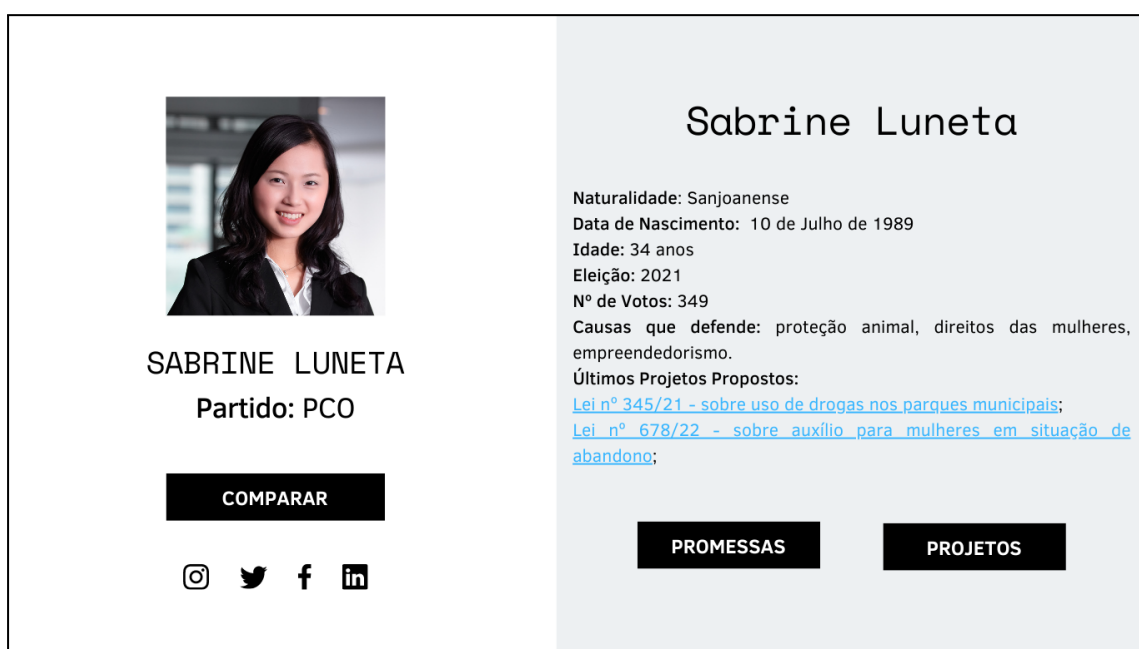 SABRINE LUNETA
Partido: PCO
COMPARAR
Sabrine Luneta
Naturalidade: Sanjoanense
Data de Nascimento: 10 de Julho de 1989
Idade: 34 anos
Eleição: 2021
Nº de Votos: 349
Causas que defende: proteção animal, direitos das mulheres,
empreendedorismo.
Últimos Projetos Propostos:
Lei nº 345/21 - sobre uso de drogas nos parques municipais;
Lei nº 678/22 - sobre auxílio para mulheres em situação de
abandono;
PROMESSAS
PROJETOS